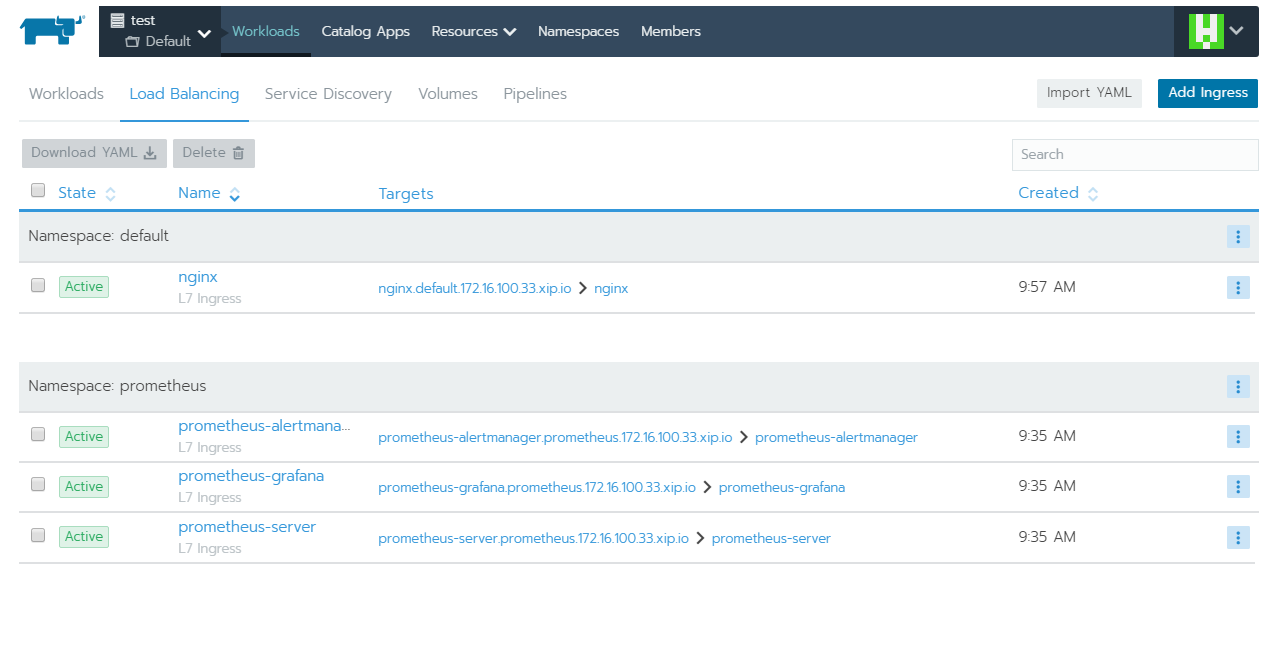 test
Default
Workloads Catalog Apps Resources Namespaces Members
Workloads Load Balancing Service Discovery Volumes Pipelines Import YAML Add Ingress
Download YAML Delete Search
State Name Targets Created
Namespace: default
Active nginx nginx.default.172.16.100.33.xip.io > nginx 9:57 AM
L7 Ingress
Namespace: prometheus
Active prometheus-alertmana... prometheus-alertmanager.prometheus.172.16.100.33.xip.io > prometheus-alertmanager 9:35 AM
L7 Ingress
Active prometheus-grafana prometheus-grafana.prometheus.172.16.100.33.xip.io > prometheus-grafana 9:35 AM
L7 Ingress
Active prometheus-server prometheus-server.prometheus.172.16.100.33.xip.io > prometheus-server 9:35 AM
L7 Ingress